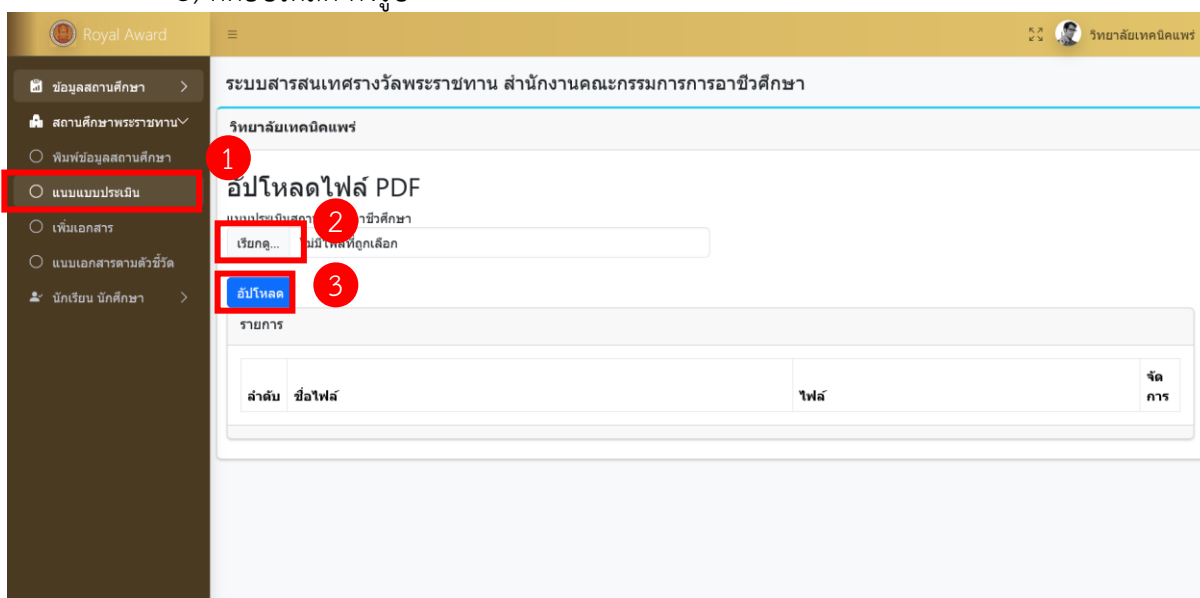 Royal Award
วิทยาลัยเทคนิคแพร่
ข้อมูลสถานศึกษา
สถานศึกษาพระราชทาน
พิมพ์ข้อมูลสถานศึกษา
แนบแบบประเมิน
เพิ่มเอกสาร
แนบเอกสารตามตัวชี้วัด
นักเรียน นักศึกษา
ระบบสารสนเทศรางวัลพระราชทาน สำนักงานคณะกรรมการการอาชีวศึกษา
วิทยาลัยเทคนิคแพร่
1
อัปโหลดไฟล์ PDF
2
เรียกดู... ไม่มีไฟล์ที่ถูกเลือก
3
อัปโหลด
รายการ
ลำดับ ชื่อไฟล์ ไฟล์ จัดการ